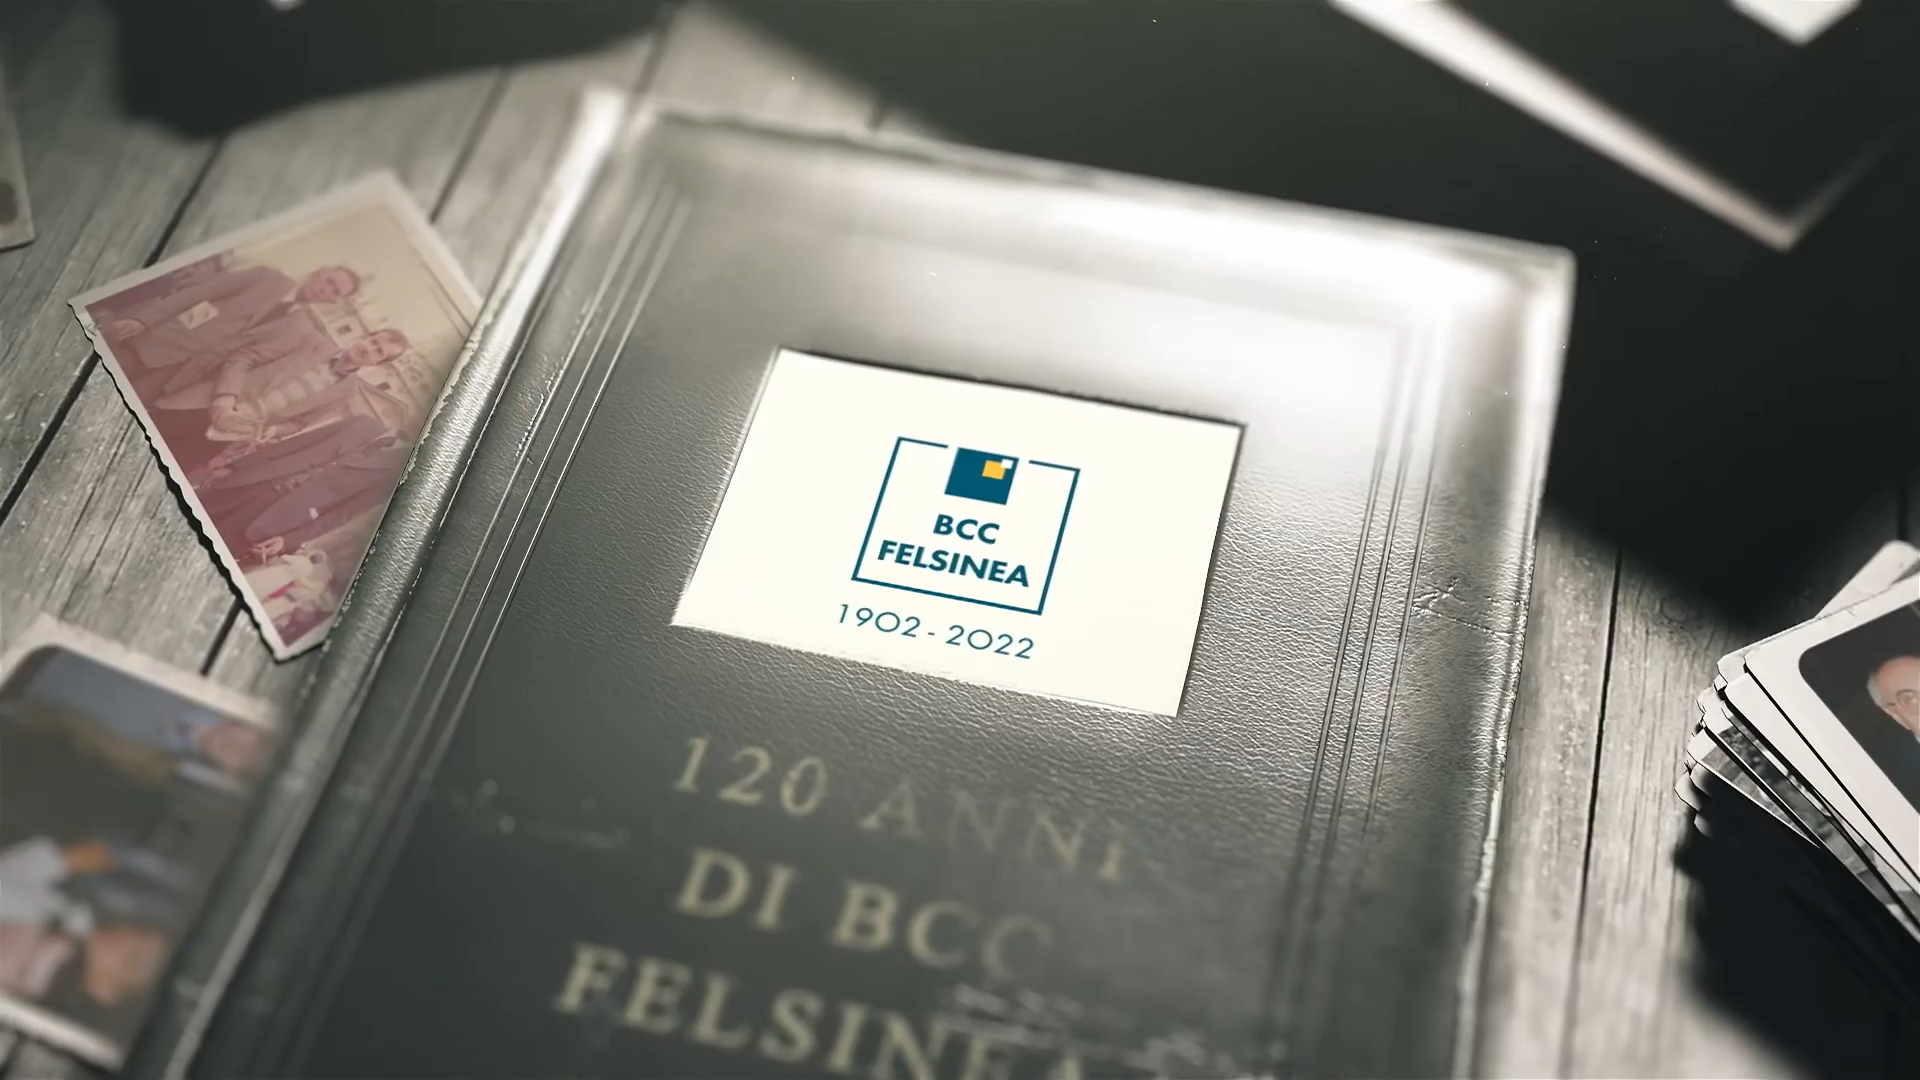 BCC
FELSINEA
1902 - 2022
120 ANNI
DI BCC
FELSINEA